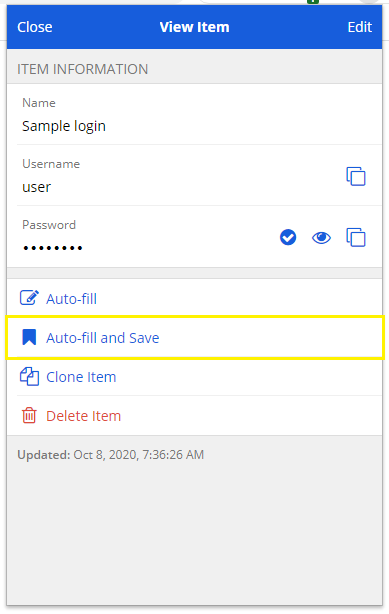 Close View Item Edit
ITEM INFORMATION
Name
Sample login
Username
user
Password
••••••••
Auto-fill
Auto-fill and Save
Clone Item
Delete Item
Updated: Oct 8, 2020, 7:36:26 AM